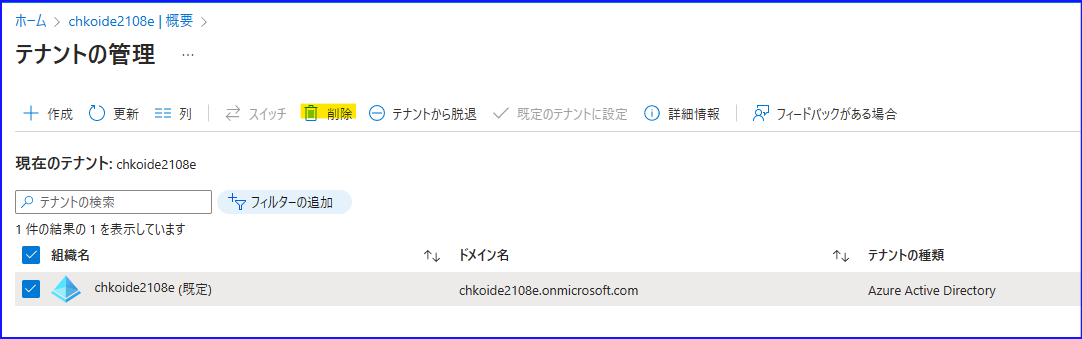 ホーム > chkoide2108e | 概要 >
テナントの管理 …
作成 更新 列 スイッチ 削除 テナントから脱退 既定のテナントに設定 詳細情報 フィードバックがある場合
現在のテナント: chkoide2108e
テナントの検索 フィルターの追加
1 件の結果の 1 を表示しています
組織名 ドメイン名 テナントの種類
chkoide2108e (既定) chkoide2108e.onmicrosoft.com Azure Active Directory